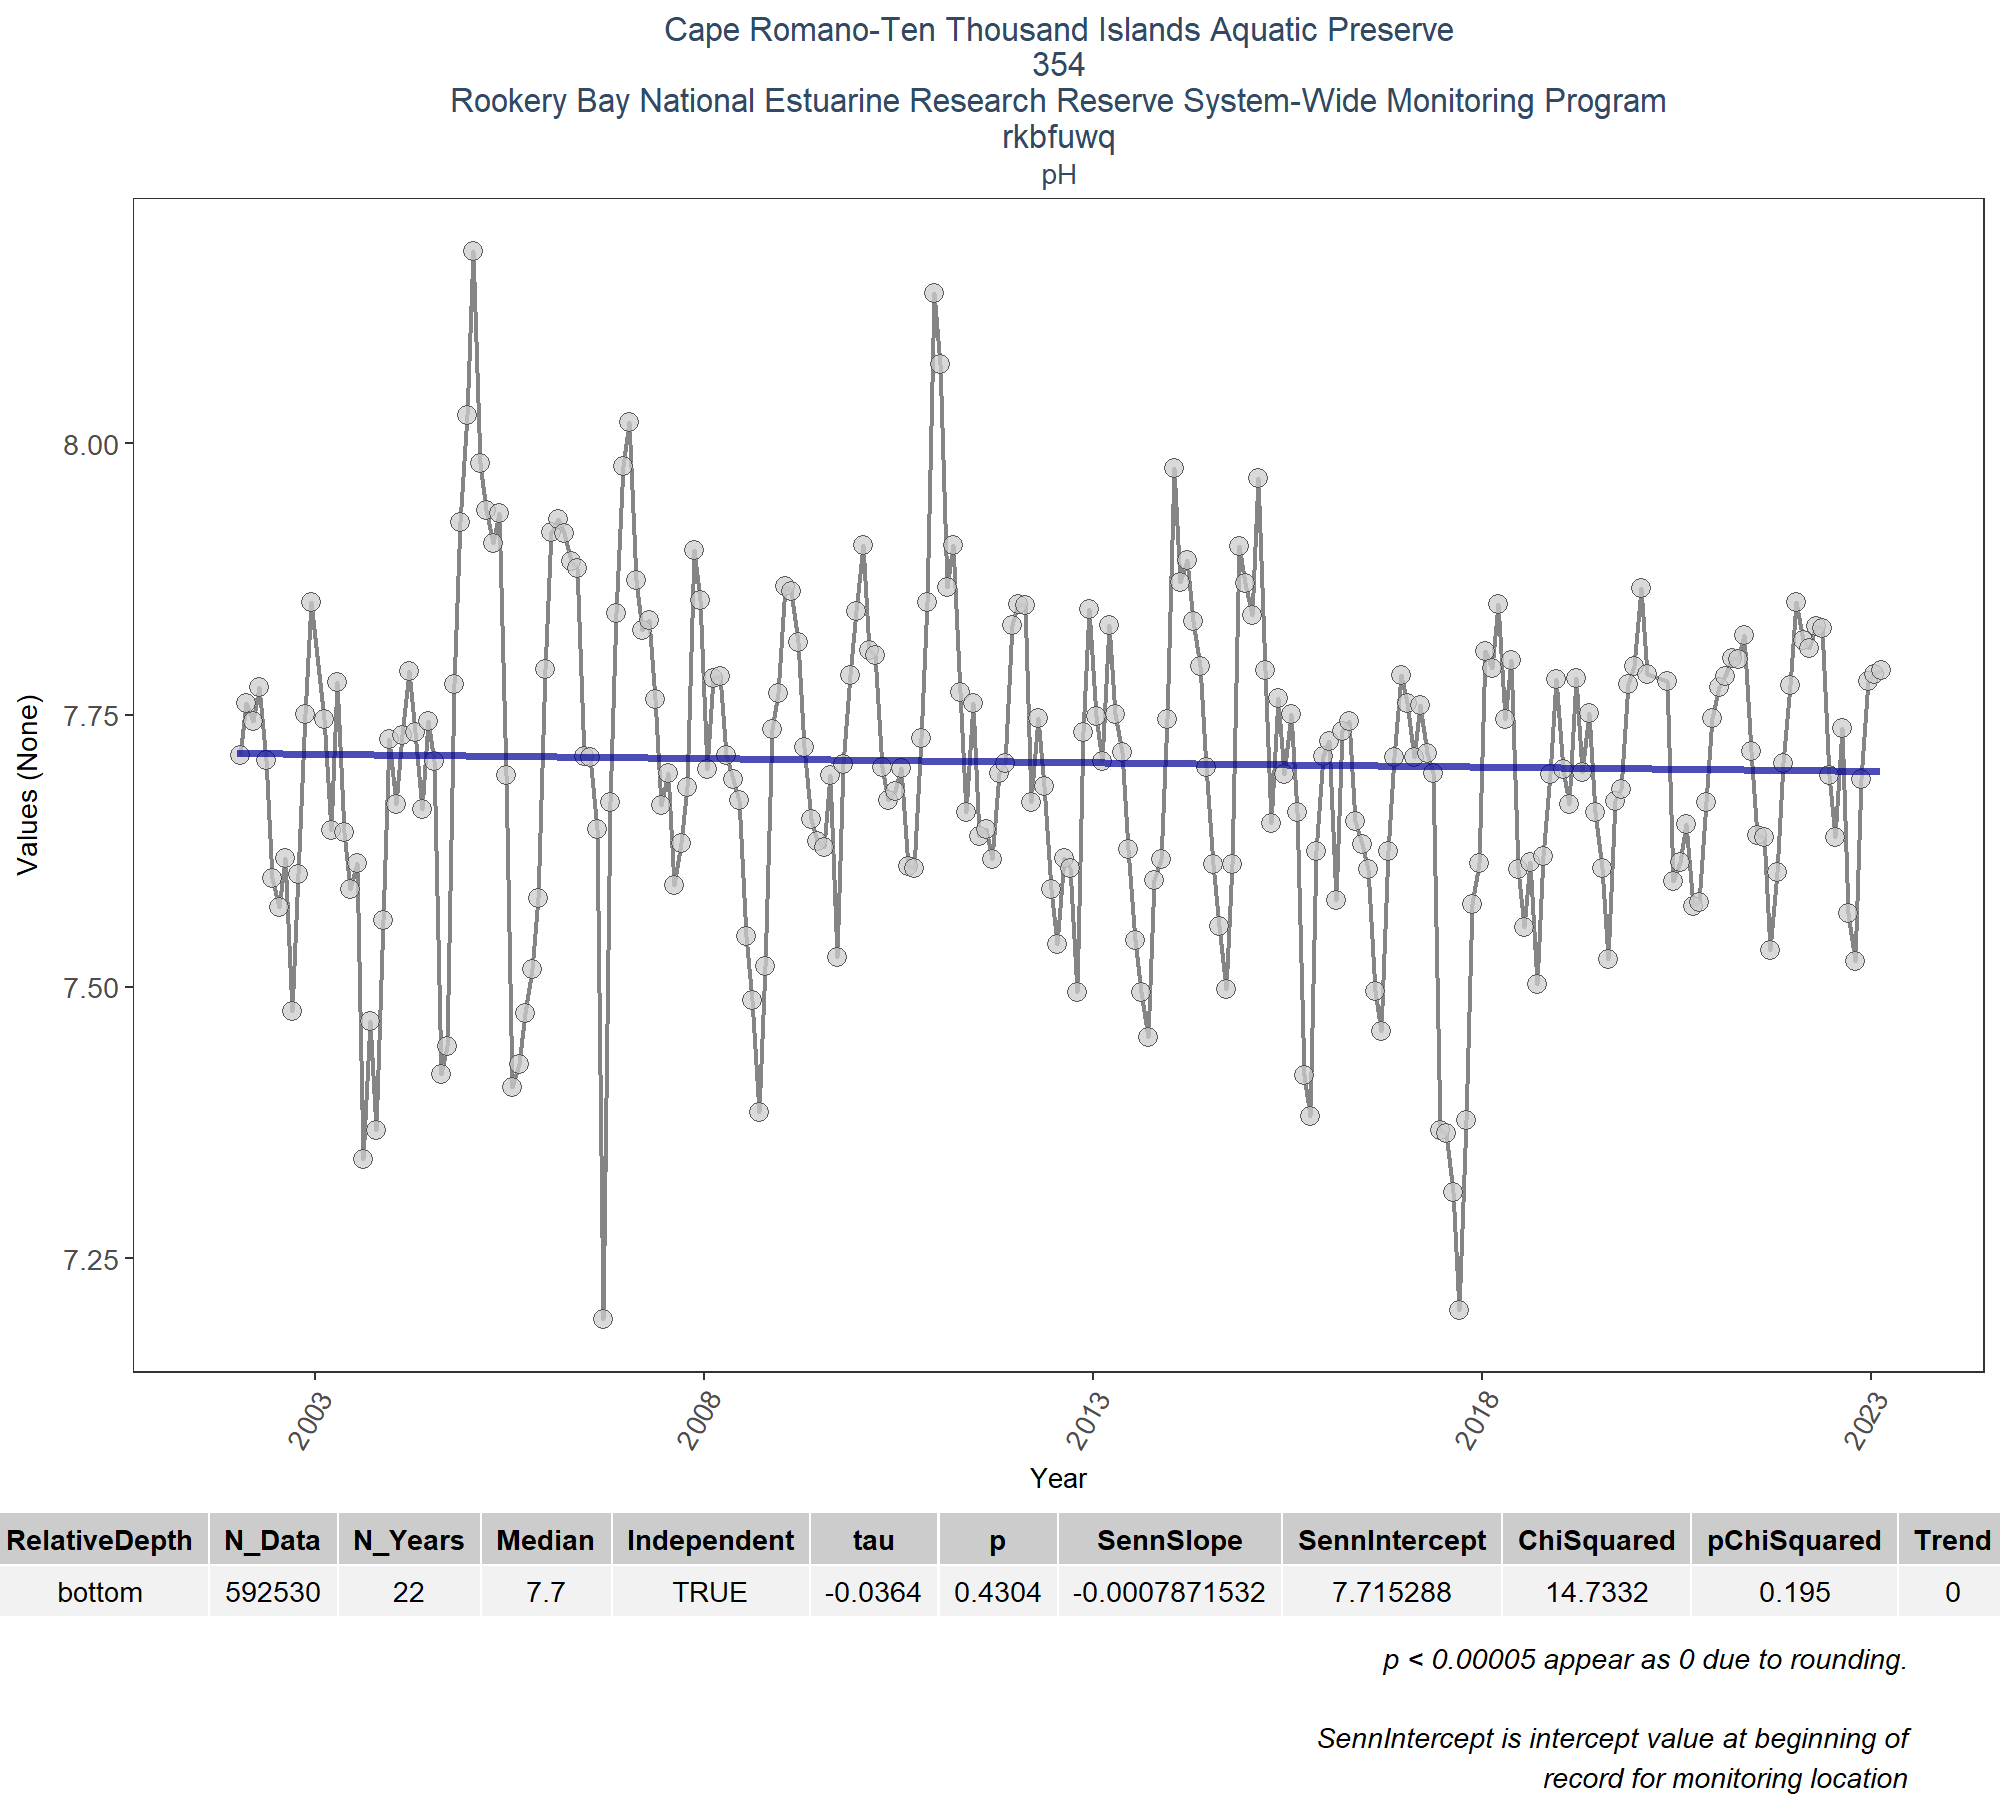 Cape Romano-Ten Thousand Islands Aquatic Preserve
354
Rookery Bay National Estuarine Research Reserve System-Wide Monitoring Program
rkbfuwq
pH
Values (None)
8.00
7.75
7.50
7.25
2003 2008 2013 2018 2023
Year
RelativeDepth N_Data N_Years Median Independent tau p SennSlope SennIntercept ChiSquared pChiSquared Trend
bottom 592530 22 7.7 TRUE -0.0364 0.4304 -0.0007871532 7.715288 14.7332 0.195 0
p < 0.00005 appear as 0 due to rounding.
SennIntercept is intercept value at beginning of
record for monitoring location